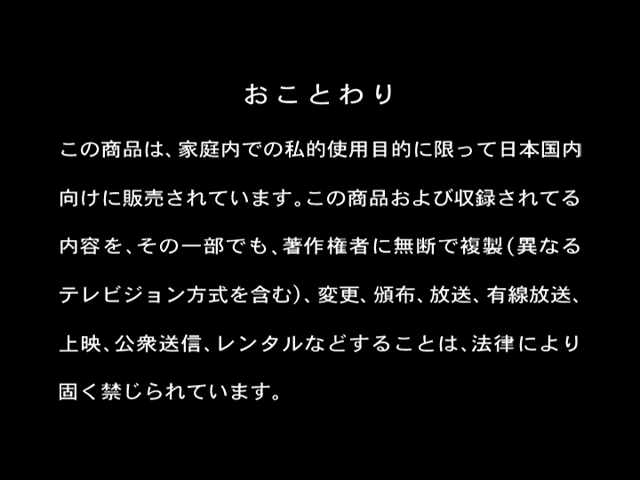 おことわり
この商品は、家庭内での私的使用目的に限って日本国内
向けに販売されています。この商品および収録されてる
内容を、その一部でも、著作権者に無断で複製(異なる
テレビジョン方式を含む)、変更、頒布、放送、有線放送、
上映、公衆送信、レンタルなどすることは、法律により
固く禁じられています。